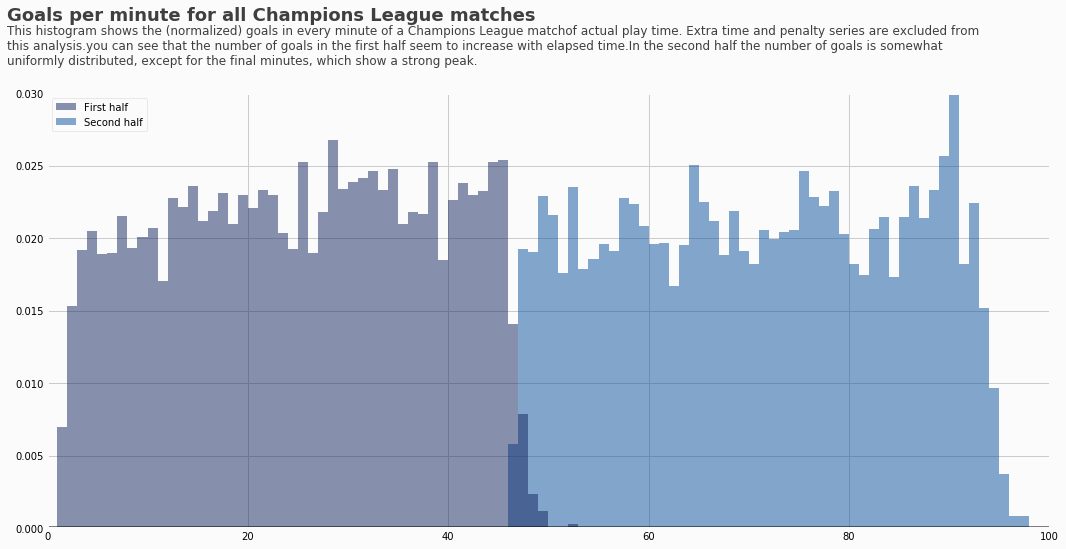 Goals per minute for all Champions League matches
This histogram shows the (normalized) goals in every minute of a Champions League matchof actual play time. Extra time and penalty series are excluded from
this analysis.you can see that the number of goals in the first half seem to increase with elapsed time.In the second half the number of goals is somewhat
uniformly distributed, except for the final minutes, which show a strong peak.
0.030
First half
Second half
0.025
0.020
0.015
0.010
0.005
0.000
0 20 40 60 80 100